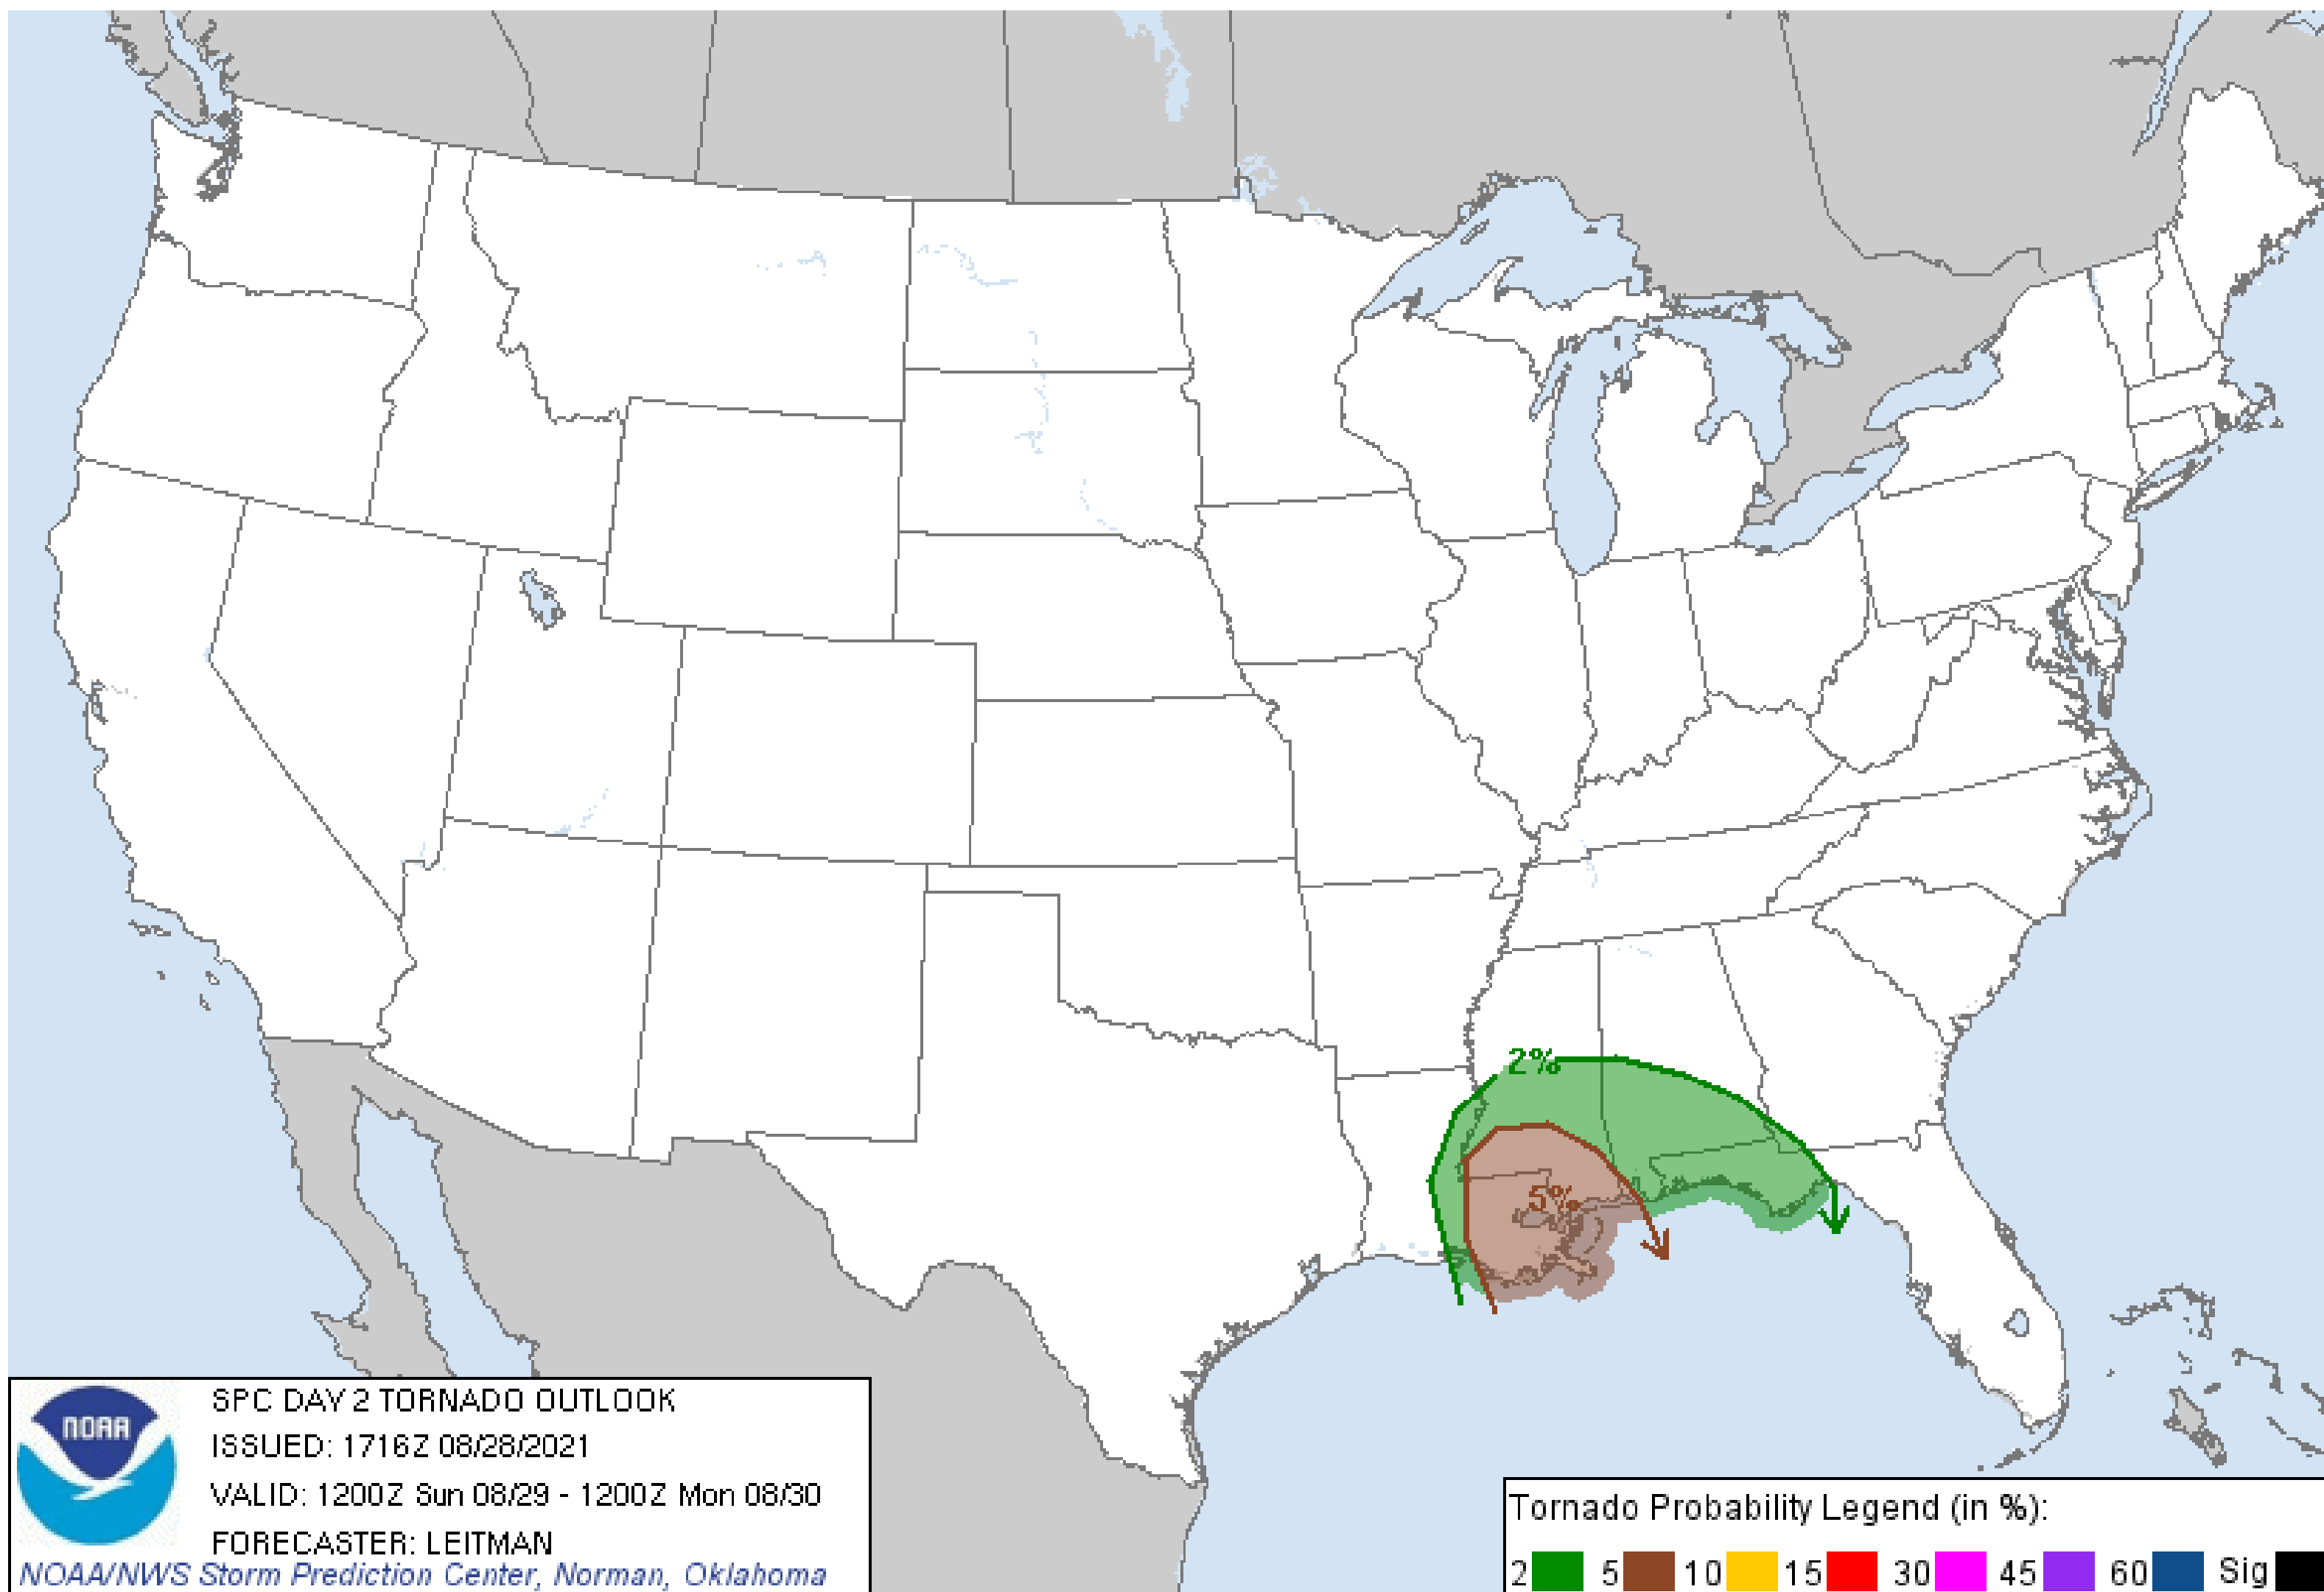 2%
5%
NOAA
SPC DAY 2 TORNADO OUTLOOK
ISSUED: 1716Z 08/28/2021
VALID: 1200Z Sun 08/29 - 1200Z Mon 08/30
FORECASTER: LEITMAN
NOAA/NWS Storm Prediction Center, Norman, Oklahoma
Tornado Probability Legend (in %):
2 5 10 15 30 45 60 Sig